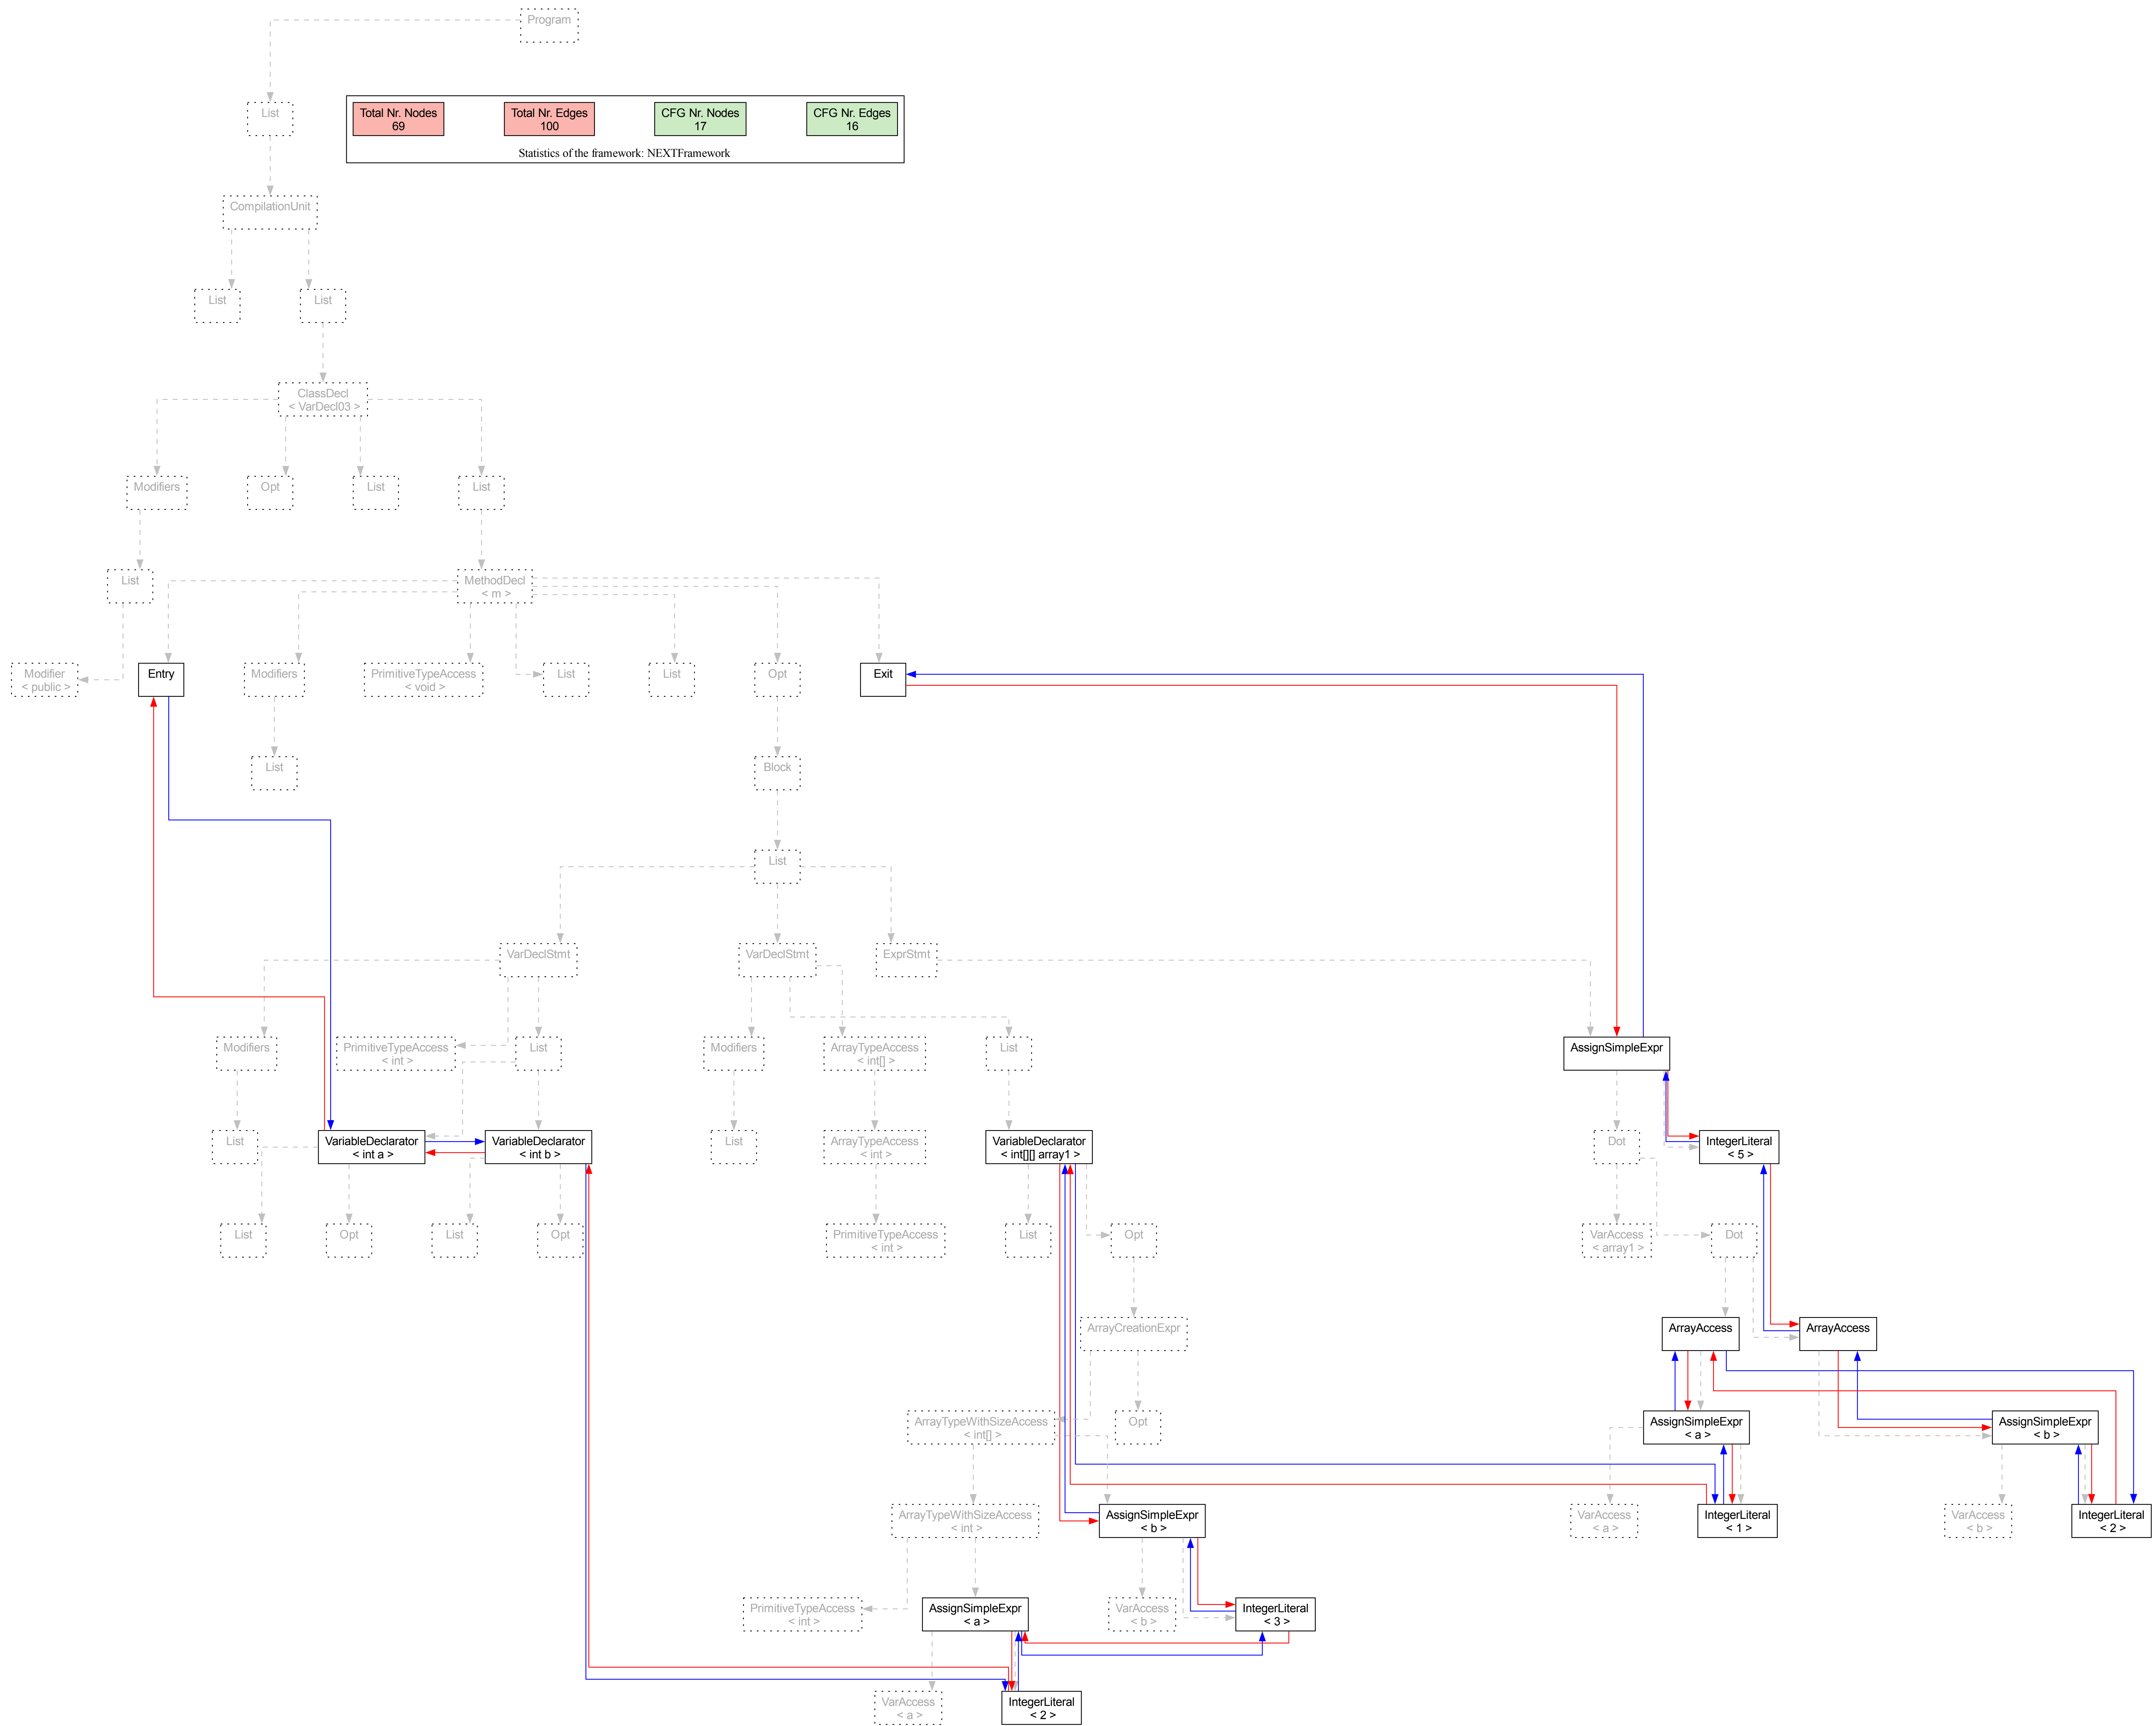 Program
List
Total Nr. Nodes
69
Total Nr. Edges
100
CFG Nr. Nodes
17
CFG Nr. Edges
16
Statistics of the framework: NEXTFramework
CompilationUnit
List
List
ClassDecl
< VarDecl03 >
Modifiers
Opt
List
List
List
MethodDecl
< m >
Modifier
< public >
Entry
Modifiers
PrimitiveTypeAccess
< void >
List
List
Opt
Exit
List
Block
List
VarDeclStmt
VarDeclStmt
ExprStmt
Modifiers
PrimitiveTypeAccess
< int >
List
Modifiers
ArrayTypeAccess
< int[] >
List
AssignSimpleExpr
List
VariableDeclarator
< int a >
VariableDeclarator
< int b >
List
ArrayTypeAccess
< int >
VariableDeclarator
< int[][] array1 >
Dot
IntegerLiteral
< 5 >
List
Opt
List
Opt
PrimitiveTypeAccess
< int >
List
Opt
VarAccess
< array1 >
Dot
ArrayCreationExpr
ArrayAccess
ArrayAccess
ArrayTypeWithSizeAccess
< int[] >
Opt
AssignSimpleExpr
< a >
AssignSimpleExpr
< b >
ArrayTypeWithSizeAccess
< int >
AssignSimpleExpr
< b >
VarAccess
< a >
IntegerLiteral
< 1 >
VarAccess
< b >
IntegerLiteral
< 2 >
PrimitiveTypeAccess
< int >
AssignSimpleExpr
< a >
VarAccess
< b >
IntegerLiteral
< 3 >
VarAccess
< a >
IntegerLiteral
< 2 >